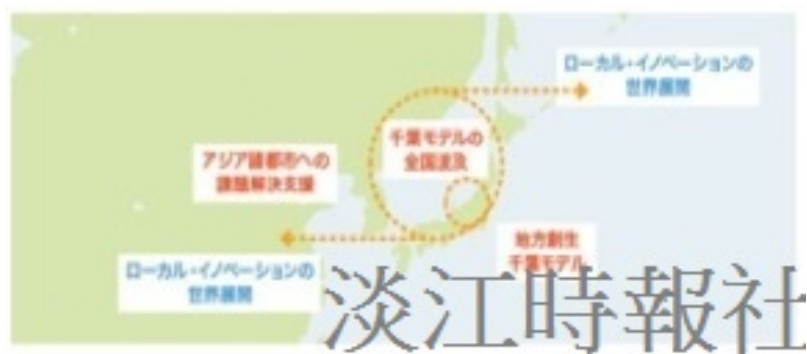 ローカル・イノベーションの
世界展開
千葉モデルの
全国波及
アジア諸都市への
課題解決支援
地方創生
千葉モデル
ローカル・イノベーションの
世界展開
淡江時報社